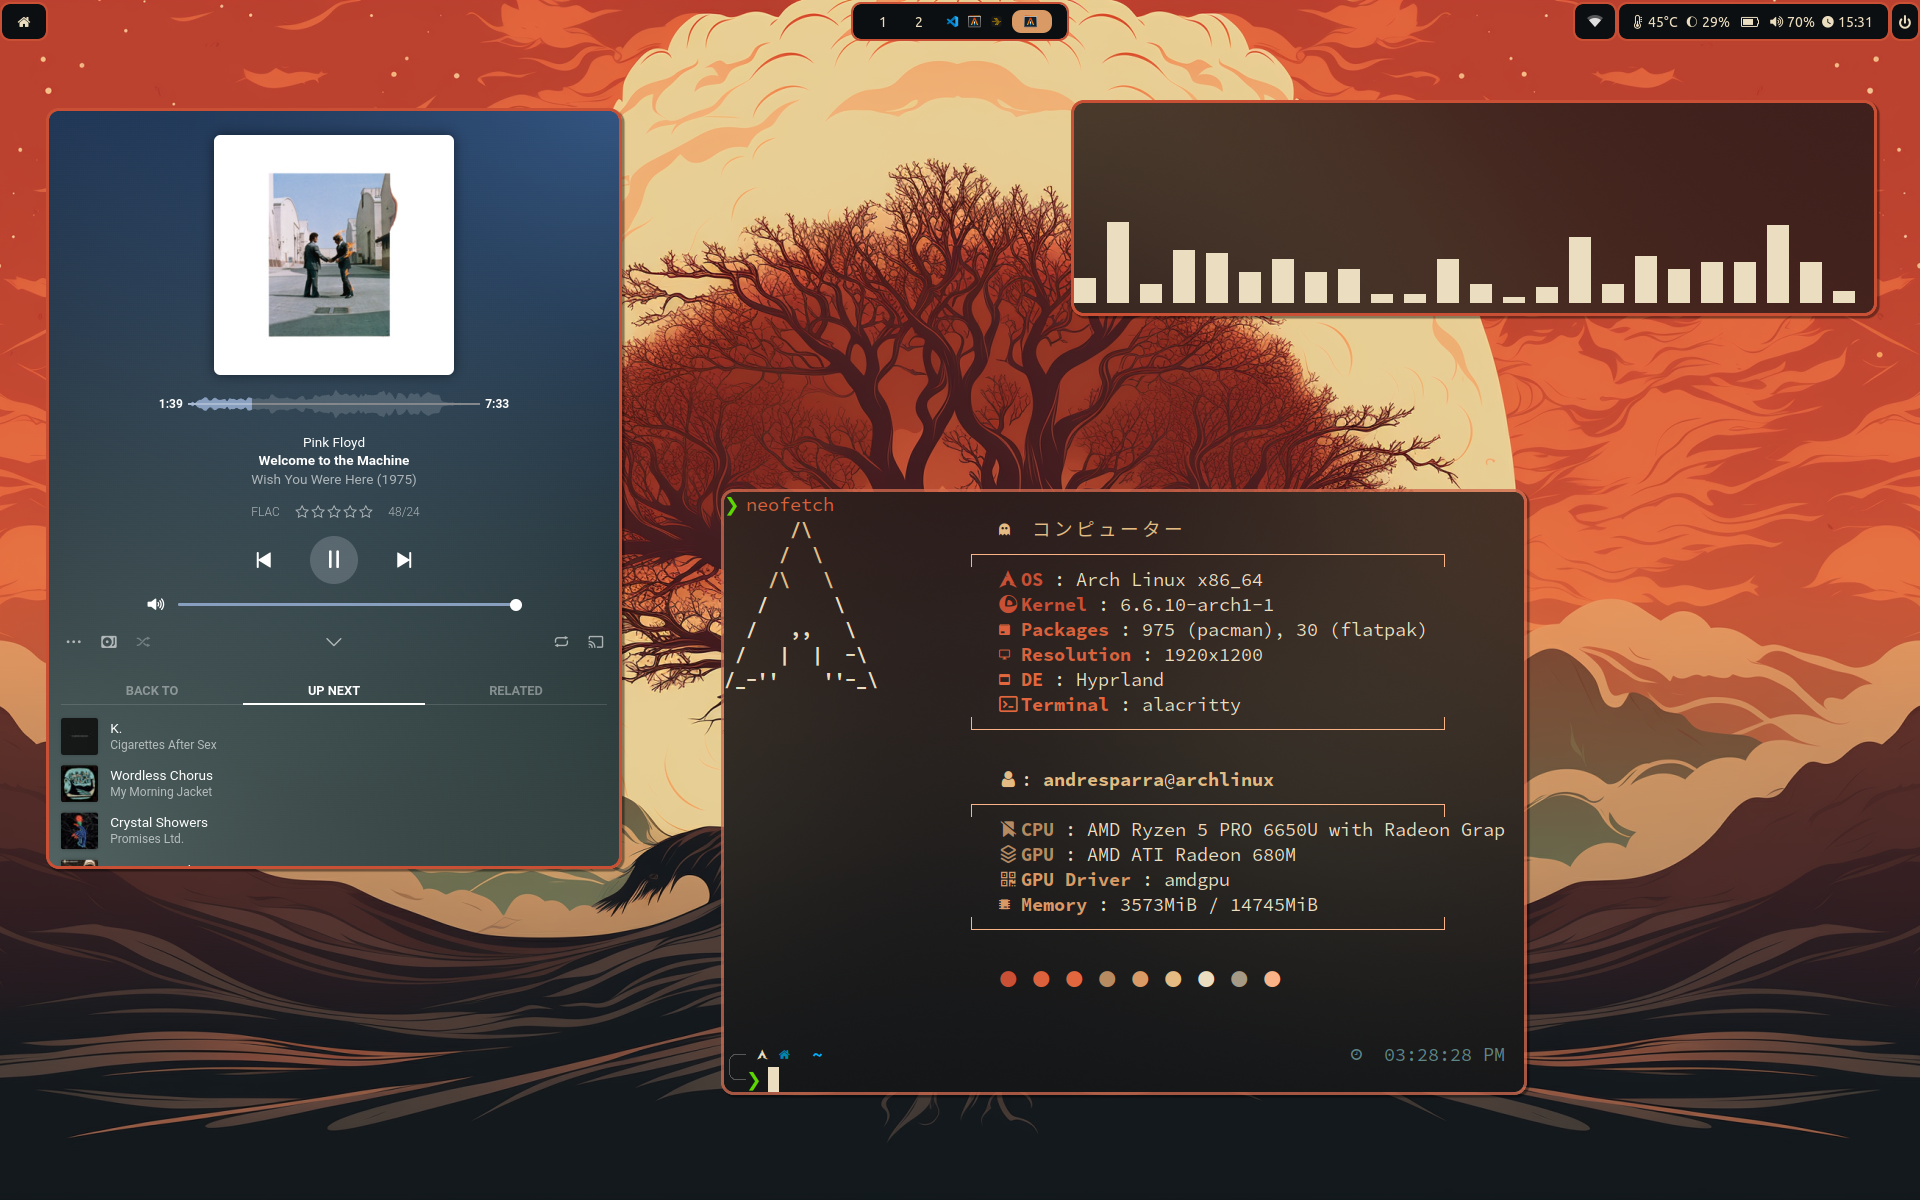 1 2
45°C 29% 70% 15:31
1:39 7:33
Pink Floyd
Welcome to the Machine
Wish You Were Here (1975)
FLAC 48/24
BACK TO UP NEXT RELATED
K.
Cigarettes After Sex
Wordless Chorus
My Morning Jacket
Crystal Showers
Promises Ltd.
❯ neofetch
コンピューター
OS : Arch Linux x86_64
Kernel : 6.6.10-arch1-1
Packages : 975 (pacman), 30 (flatpak)
Resolution : 1920x1200
DE : Hyprland
Terminal : alacritty
: andresparra@archlinux
CPU : AMD Ryzen 5 PRO 6650U with Radeon Grap
GPU : AMD ATI Radeon 680M
GPU Driver : amdgpu
Memory : 3573MiB / 14745MiB
~ 03:28:28 PM
❯